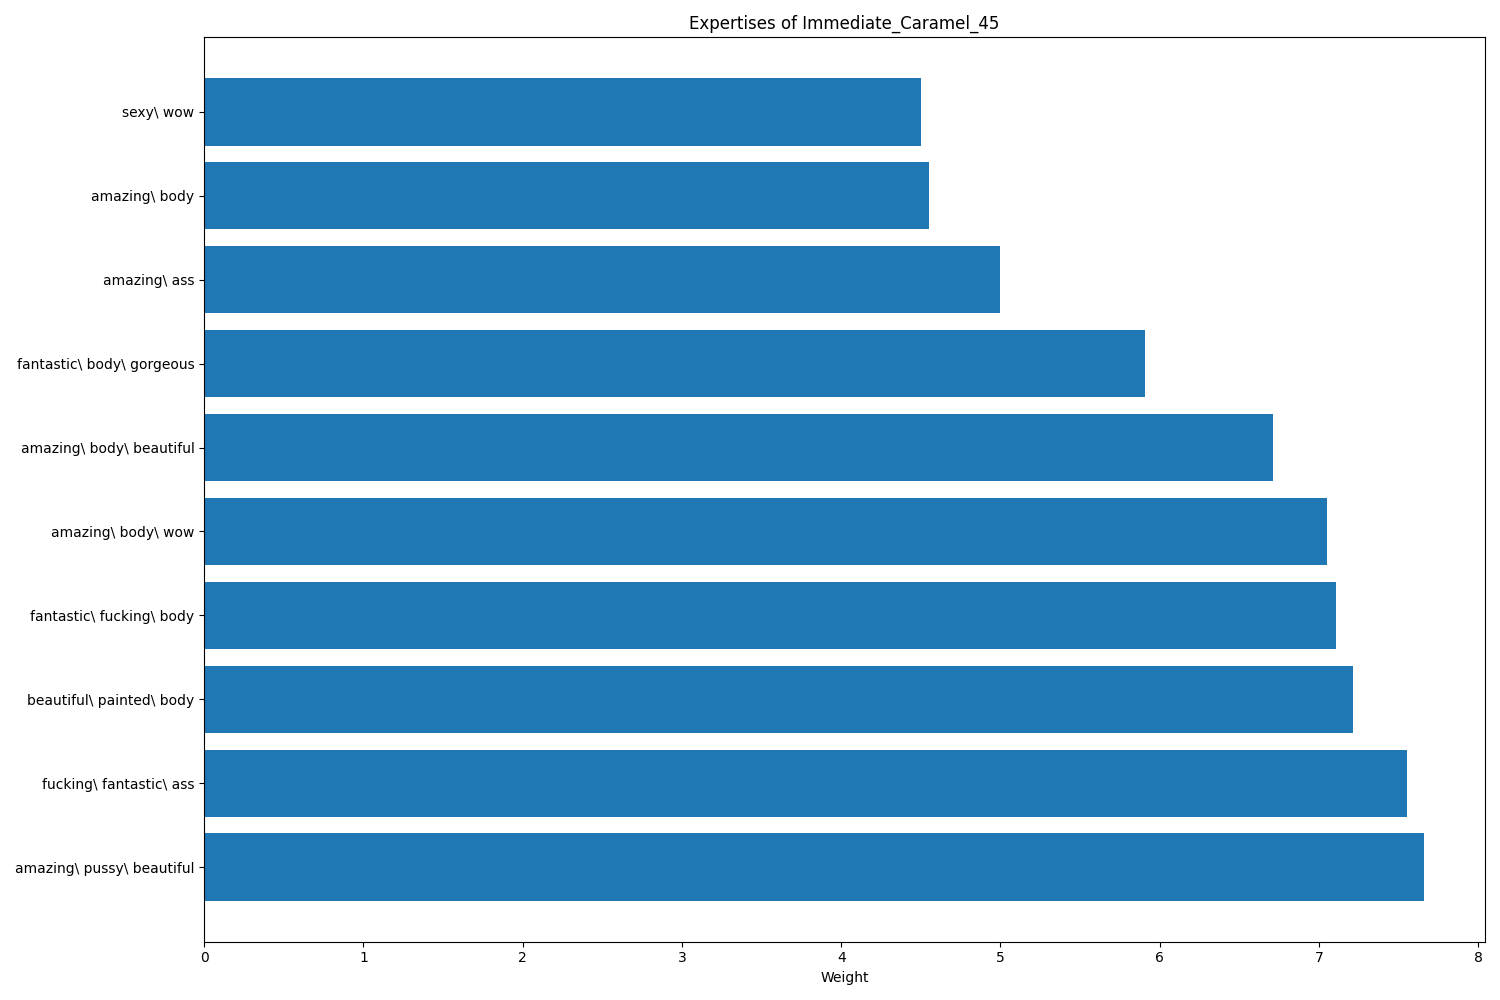 Expertises of Immediate_Caramel_45
sexy\ wow
amazing\ body
amazing\ ass
fantastic\ body\ gorgeous
amazing\ body\ beautiful
amazing\ body\ wow
fantastic\ fucking\ body
beautiful\ painted\ body
fucking\ fantastic\ ass
amazing\ pussy\ beautiful
0 1 2 3 4 5 6 7 8
Weight